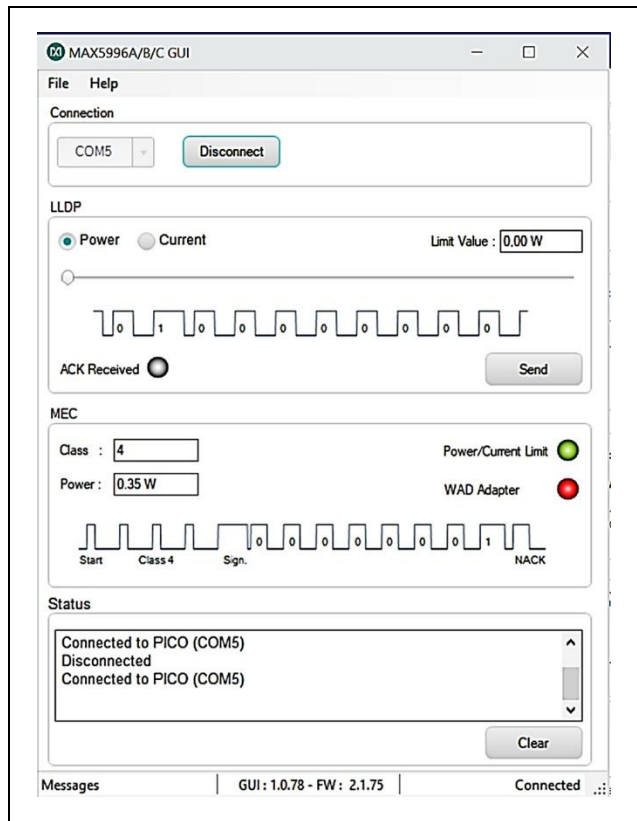 MAX5996A/B/C GUI
File Help
Connection
COM5 Disconnect
LLDP
Power Current Limit Value : 0.00 W
0 1 0 0 0 0 0 0 0 0
ACK Received Send
MEC
Class : 4 Power/Current Limit
Power : 0.35 W WAD Adapter
0 0 0 0 0 0 1
Start Class 4 Sign. NACK
Status
Connected to PICO (COM5)
Disconnected
Connected to PICO (COM5)
Clear
Messages GUI : 1.0.78 - FW : 2.1.75 Connected